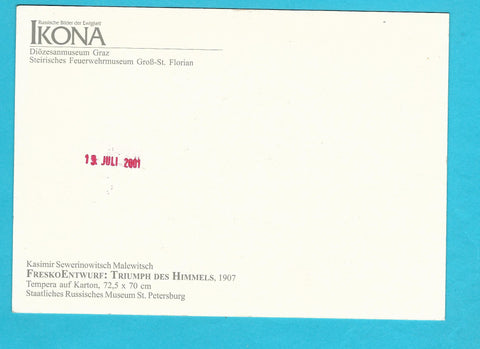 Russische Bilder der Ewigkeit
IKONA
Diözesanmuseum Graz
Steirisches Feuerwehrmuseum Groß-St. Florian
19. JULI 2001
Kasimir Sewerinowitsch Malewitsch
FRESKOENTWURF: TRIUMPH DES HIMMELS, 1907
Tempera auf Karton, 72,5 x 70 cm
Staatliches Russisches Museum St. Petersburg